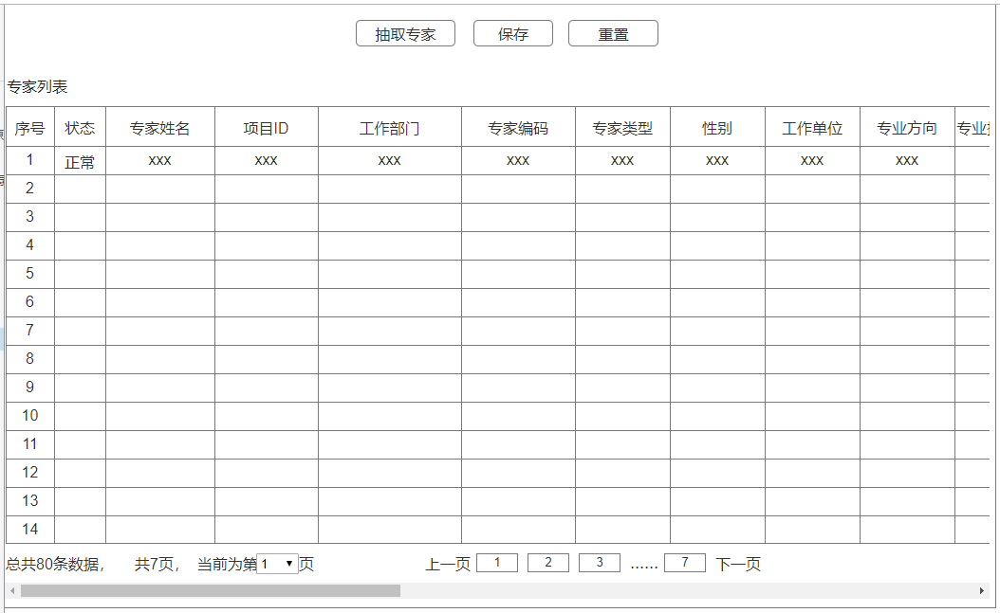 抽取专家 保存 重置
专家列表
序号 状态 专家姓名 项目ID 工作部门 专家编码 专家类型 性别 工作单位 专业方向 专业
1 正常 xxx xxx xxx xxx xxx xxx xxx xxx
2
3
4
5
6
7
8
9
10
11
12
13
14
总共80条数据, 共7页, 当前为第 1 页 上一页 1 2 3 …… 7 下一页